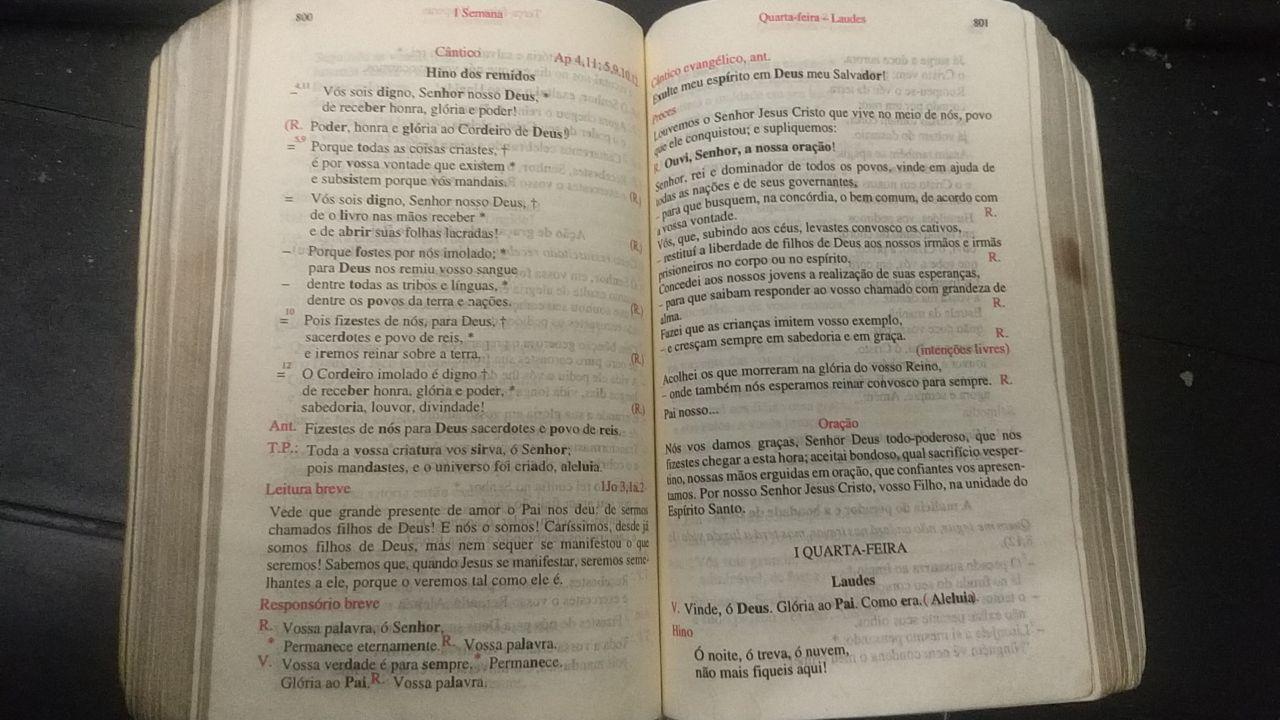 800
I Semana
Cântico
Ap 4,11; 5,9.10.12
Hino dos remidos
–4,11 Vós sois digno, Senhor nosso Deus, *
de receber honra, glória e poder!
(R. Poder, honra e glória ao Cordeiro de Deus!)
=5,9 Porque todas as coisas criastes, †
é por vossa vontade que existem *
e subsistem porque vós mandais.
(R.)
= Vós sois digno, Senhor nosso Deus, †
de o livro nas mãos receber *
e de abrir suas folhas lacradas!
(R.)
– Porque fostes por nós imolado; *
para Deus nos remiu vosso sangue
– dentre todas as tribos e línguas, *
dentre os povos da terra e nações.
(R.)
=10 Pois fizestes de nós, para Deus, †
sacerdotes e povo de reis, *
e iremos reinar sobre a terra.
(R.)
=12 O Cordeiro imolado é digno †
de receber honra, glória e poder, *
sabedoria, louvor, divindade!
(R.)
Ant. Fizestes de nós para Deus sacerdotes e povo de reis.
T.P.: Toda a vossa criatura vos sirva, ó Senhor;
pois mandastes, e o universo foi criado, aleluia.
Leitura breve
1Jo 3,1a.2
Vede que grande presente de amor o Pai nos deu: de sermos
chamados filhos de Deus! E nós o somos! Caríssimos, desde já
somos filhos de Deus, mas nem sequer se manifestou o que
seremos! Sabemos que, quando Jesus se manifestar, seremos seme-
lhantes a ele, porque o veremos tal como ele é.
Responsório breve
R. Vossa palavra, ó Senhor,
* Permanece eternamente. R. Vossa palavra.
V. Vossa verdade é para sempre. * Permanece.
Glória ao Pai. R. Vossa palavra.
Quarta-feira – Laudes
801
Cântico evangélico, ant.
Exulte meu espírito em Deus meu Salvador!
Preces
Louvemos o Senhor Jesus Cristo que vive no meio de nós, povo
que ele conquistou; e supliquemos:
R. Ouvi, Senhor, a nossa oração!
Senhor, rei e dominador de todos os povos, vinde em ajuda de
todas as nações e de seus governantes,
– para que busquem, na concórdia, o bem comum, de acordo com
a vossa vontade. R.
Vós, que, subindo aos céus, levastes convosco os cativos,
– restituí a liberdade de filhos de Deus aos nossos irmãos e irmãs
prisioneiros no corpo ou no espírito. R.
Concedei aos nossos jovens a realização de suas esperanças,
– para que saibam responder ao vosso chamado com grandeza de
alma. R.
Fazei que as crianças imitem vosso exemplo,
– e cresçam sempre em sabedoria e em graça. R.
(intenções livres)
Acolhei os que morreram na glória do vosso Reino,
– onde também nós esperamos reinar convosco para sempre. R.
Pai nosso...
Oração
Nós vos damos graças, Senhor Deus todo-poderoso, que nos
fizestes chegar a esta hora; aceitai bondoso, qual sacrifício vesper-
tino, nossas mãos erguidas em oração, que confiantes vos apresen-
tamos. Por nosso Senhor Jesus Cristo, vosso Filho, na unidade do
Espírito Santo.
I QUARTA-FEIRA
Laudes
V. Vinde, ó Deus. Glória ao Pai. Como era. (Aleluia).
Hino
Ó noite, ó treva, ó nuvem,
não mais fiqueis aqui!